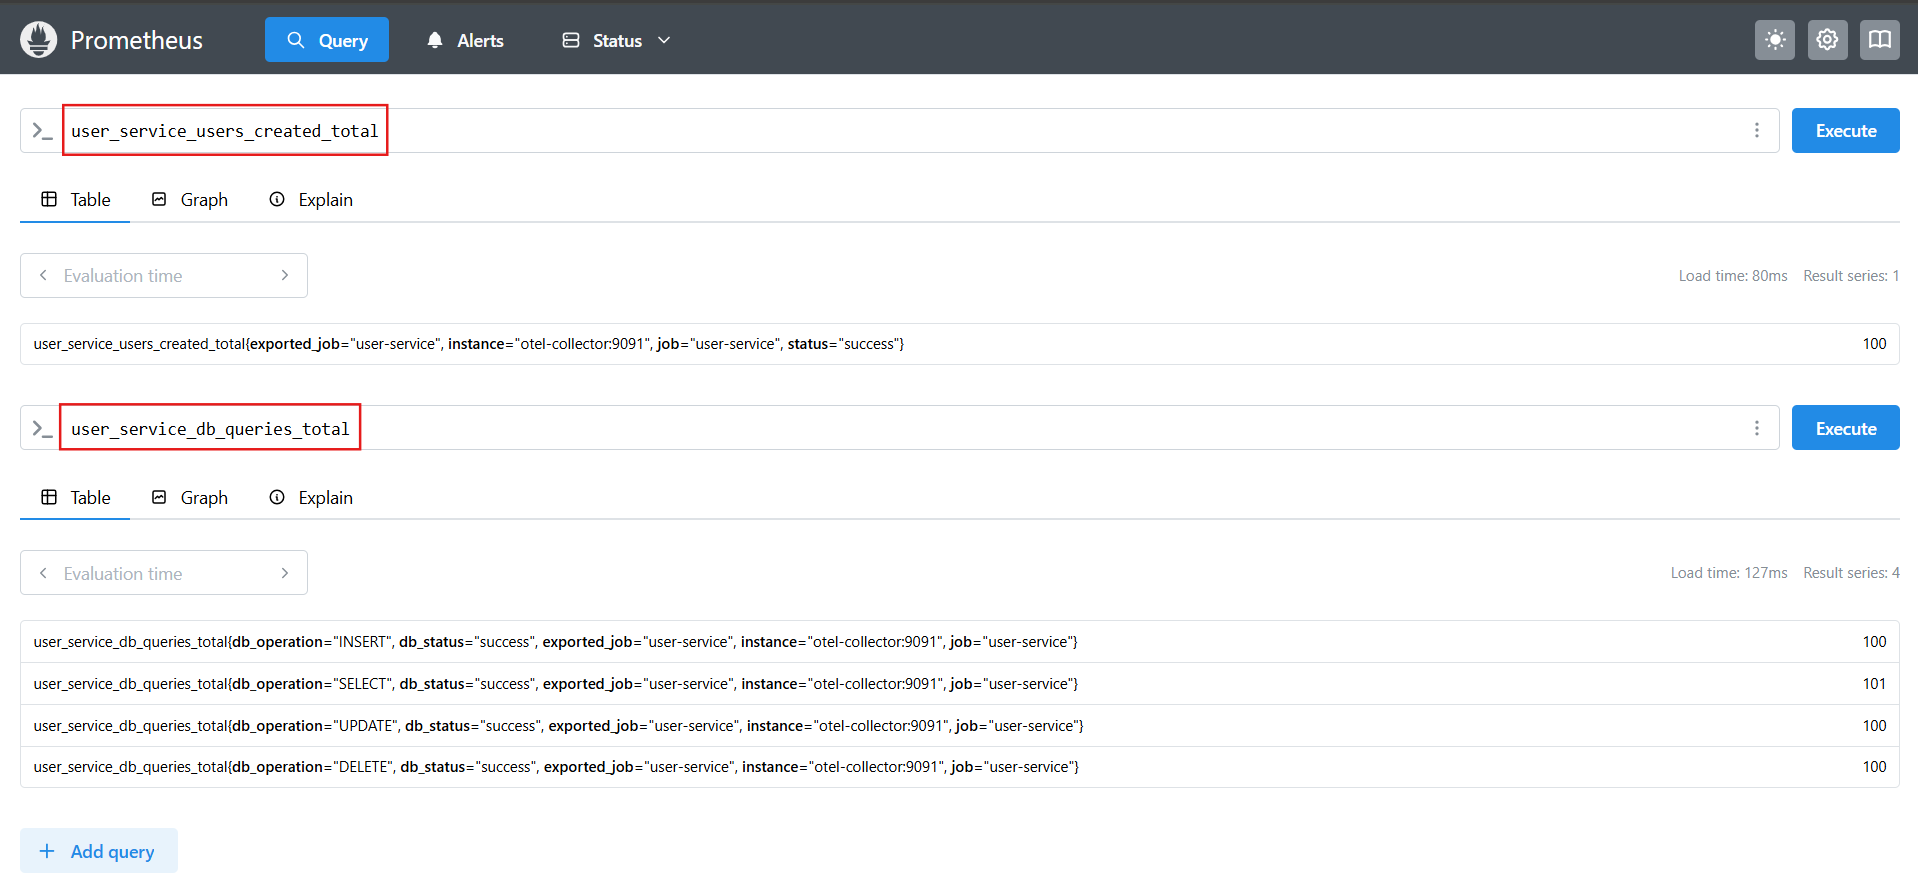 Prometheus Query Alerts Status
>_ user_service_users_created_total Execute
Table Graph Explain
Evaluation time Load time: 80ms Result series: 1
user_service_users_created_total{exported_job="user-service", instance="otel-collector:9091", job="user-service", status="success"} 100
>_ user_service_db_queries_total Execute
Table Graph Explain
Evaluation time Load time: 127ms Result series: 4
user_service_db_queries_total{db_operation="INSERT", db_status="success", exported_job="user-service", instance="otel-collector:9091", job="user-service"} 100
user_service_db_queries_total{db_operation="SELECT", db_status="success", exported_job="user-service", instance="otel-collector:9091", job="user-service"} 101
user_service_db_queries_total{db_operation="UPDATE", db_status="success", exported_job="user-service", instance="otel-collector:9091", job="user-service"} 100
user_service_db_queries_total{db_operation="DELETE", db_status="success", exported_job="user-service", instance="otel-collector:9091", job="user-service"} 100
Add query